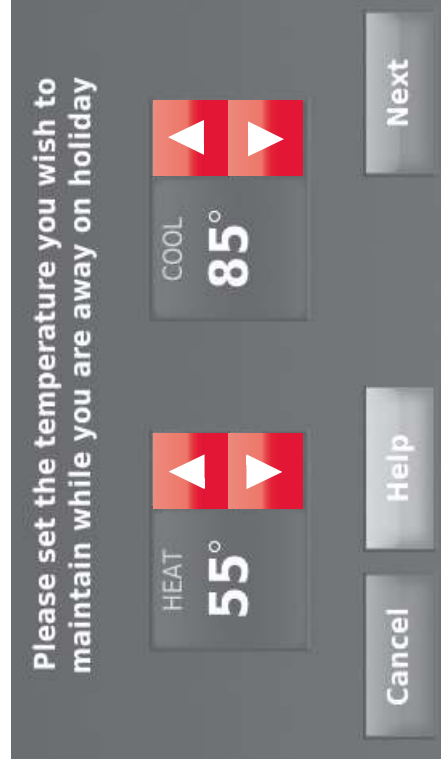 Please set the temperature you wish to
maintain while you are away on holiday
HEAT
55°
COOL
85°
Cancel
Help
Next